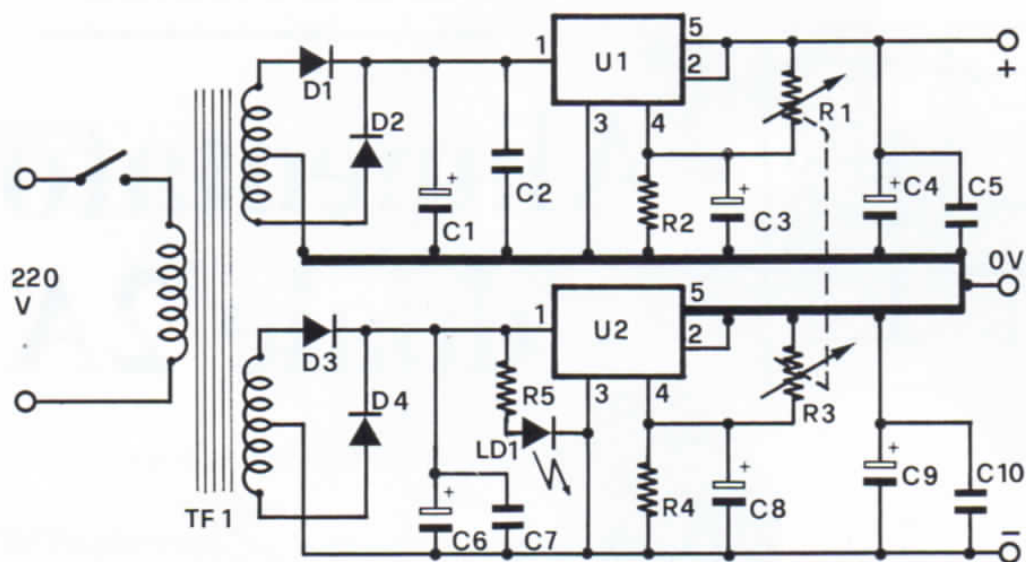 1
U1
5
2
3
4
+
D1
D2
+
C1
C2
R2
+
C3
R1
+
C4
C5
220
V
0V
1
U2
5
2
3
4
D3
D4
R5
LD1
R3
+
C6
C7
R4
+
C8
+
C9
C10
−
TF1